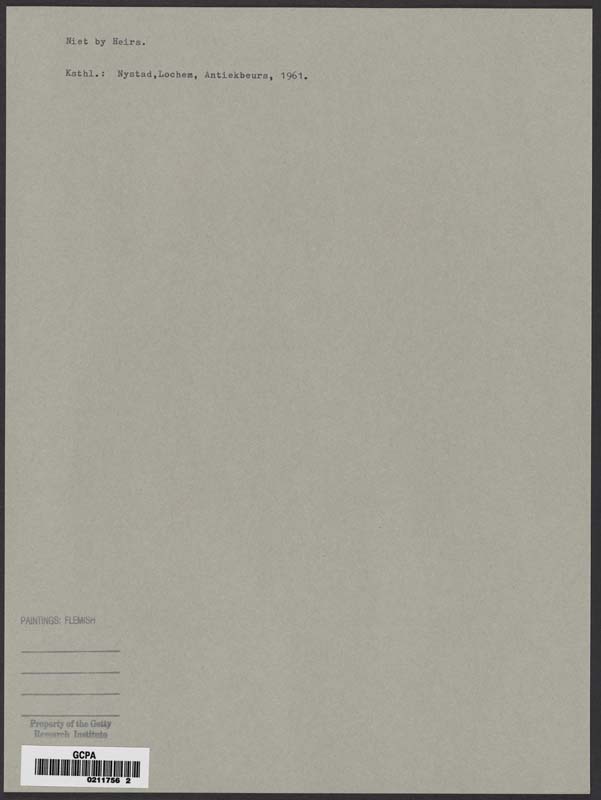 Niet by Heirs.
Ksthl.: Nystad,Lochem, Antiekbeurs, 1961.
PAINTINGS: FLEMISH
Property of the Getty
Research Institute
GCPA
0211756 2